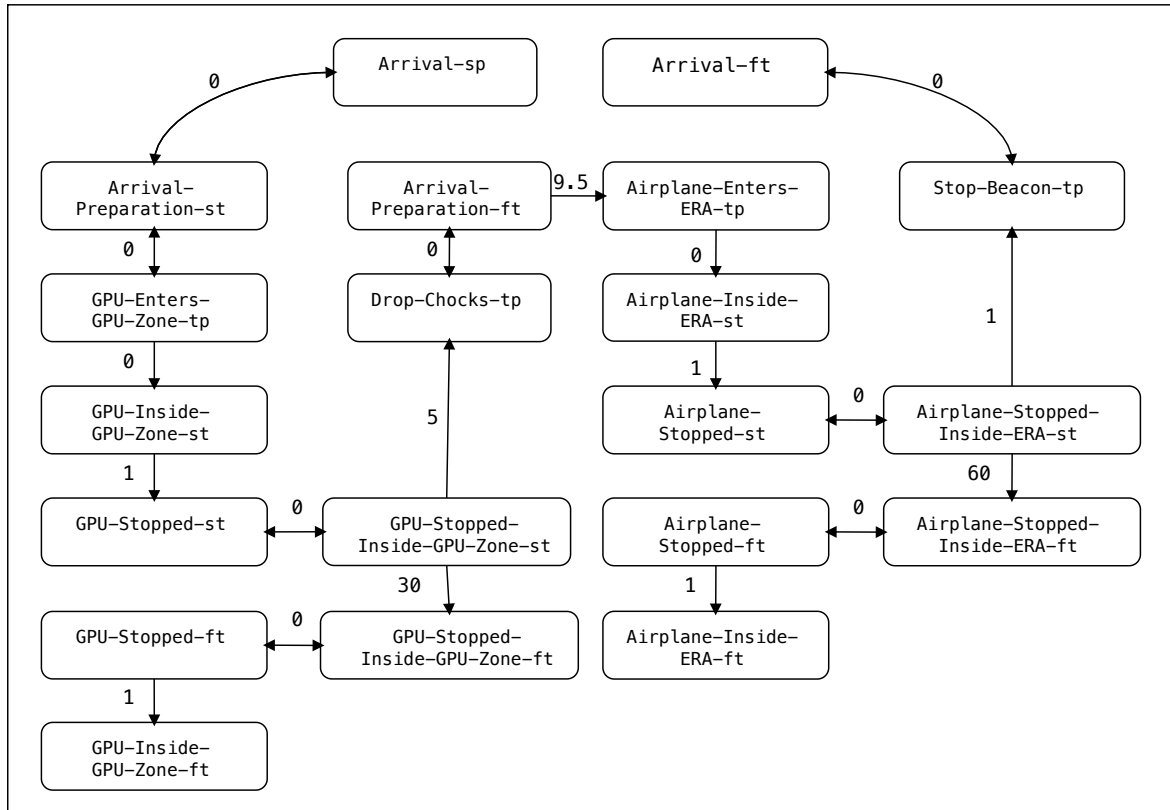 Arrival-sp
Arrival-ft
0
0
Arrival-
Preparation-st
Arrival-
Preparation-ft
9.5
Airplane-Enters-
ERA-tp
Stop-Beacon-tp
0
0
0
GPU-Enters-
GPU-Zone-tp
Drop-Chocks-tp
Airplane-Inside-
ERA-st
1
0
1
GPU-Inside-
GPU-Zone-st
5
Airplane-
Stopped-st
0
Airplane-Stopped-
Inside-ERA-st
1
60
GPU-Stopped-st
0
GPU-Stopped-
Inside-GPU-Zone-st
Airplane-
Stopped-ft
0
Airplane-Stopped-
Inside-ERA-ft
30
1
GPU-Stopped-ft
0
GPU-Stopped-
Inside-GPU-Zone-ft
Airplane-Inside-
ERA-ft
1
GPU-Inside-
GPU-Zone-ft